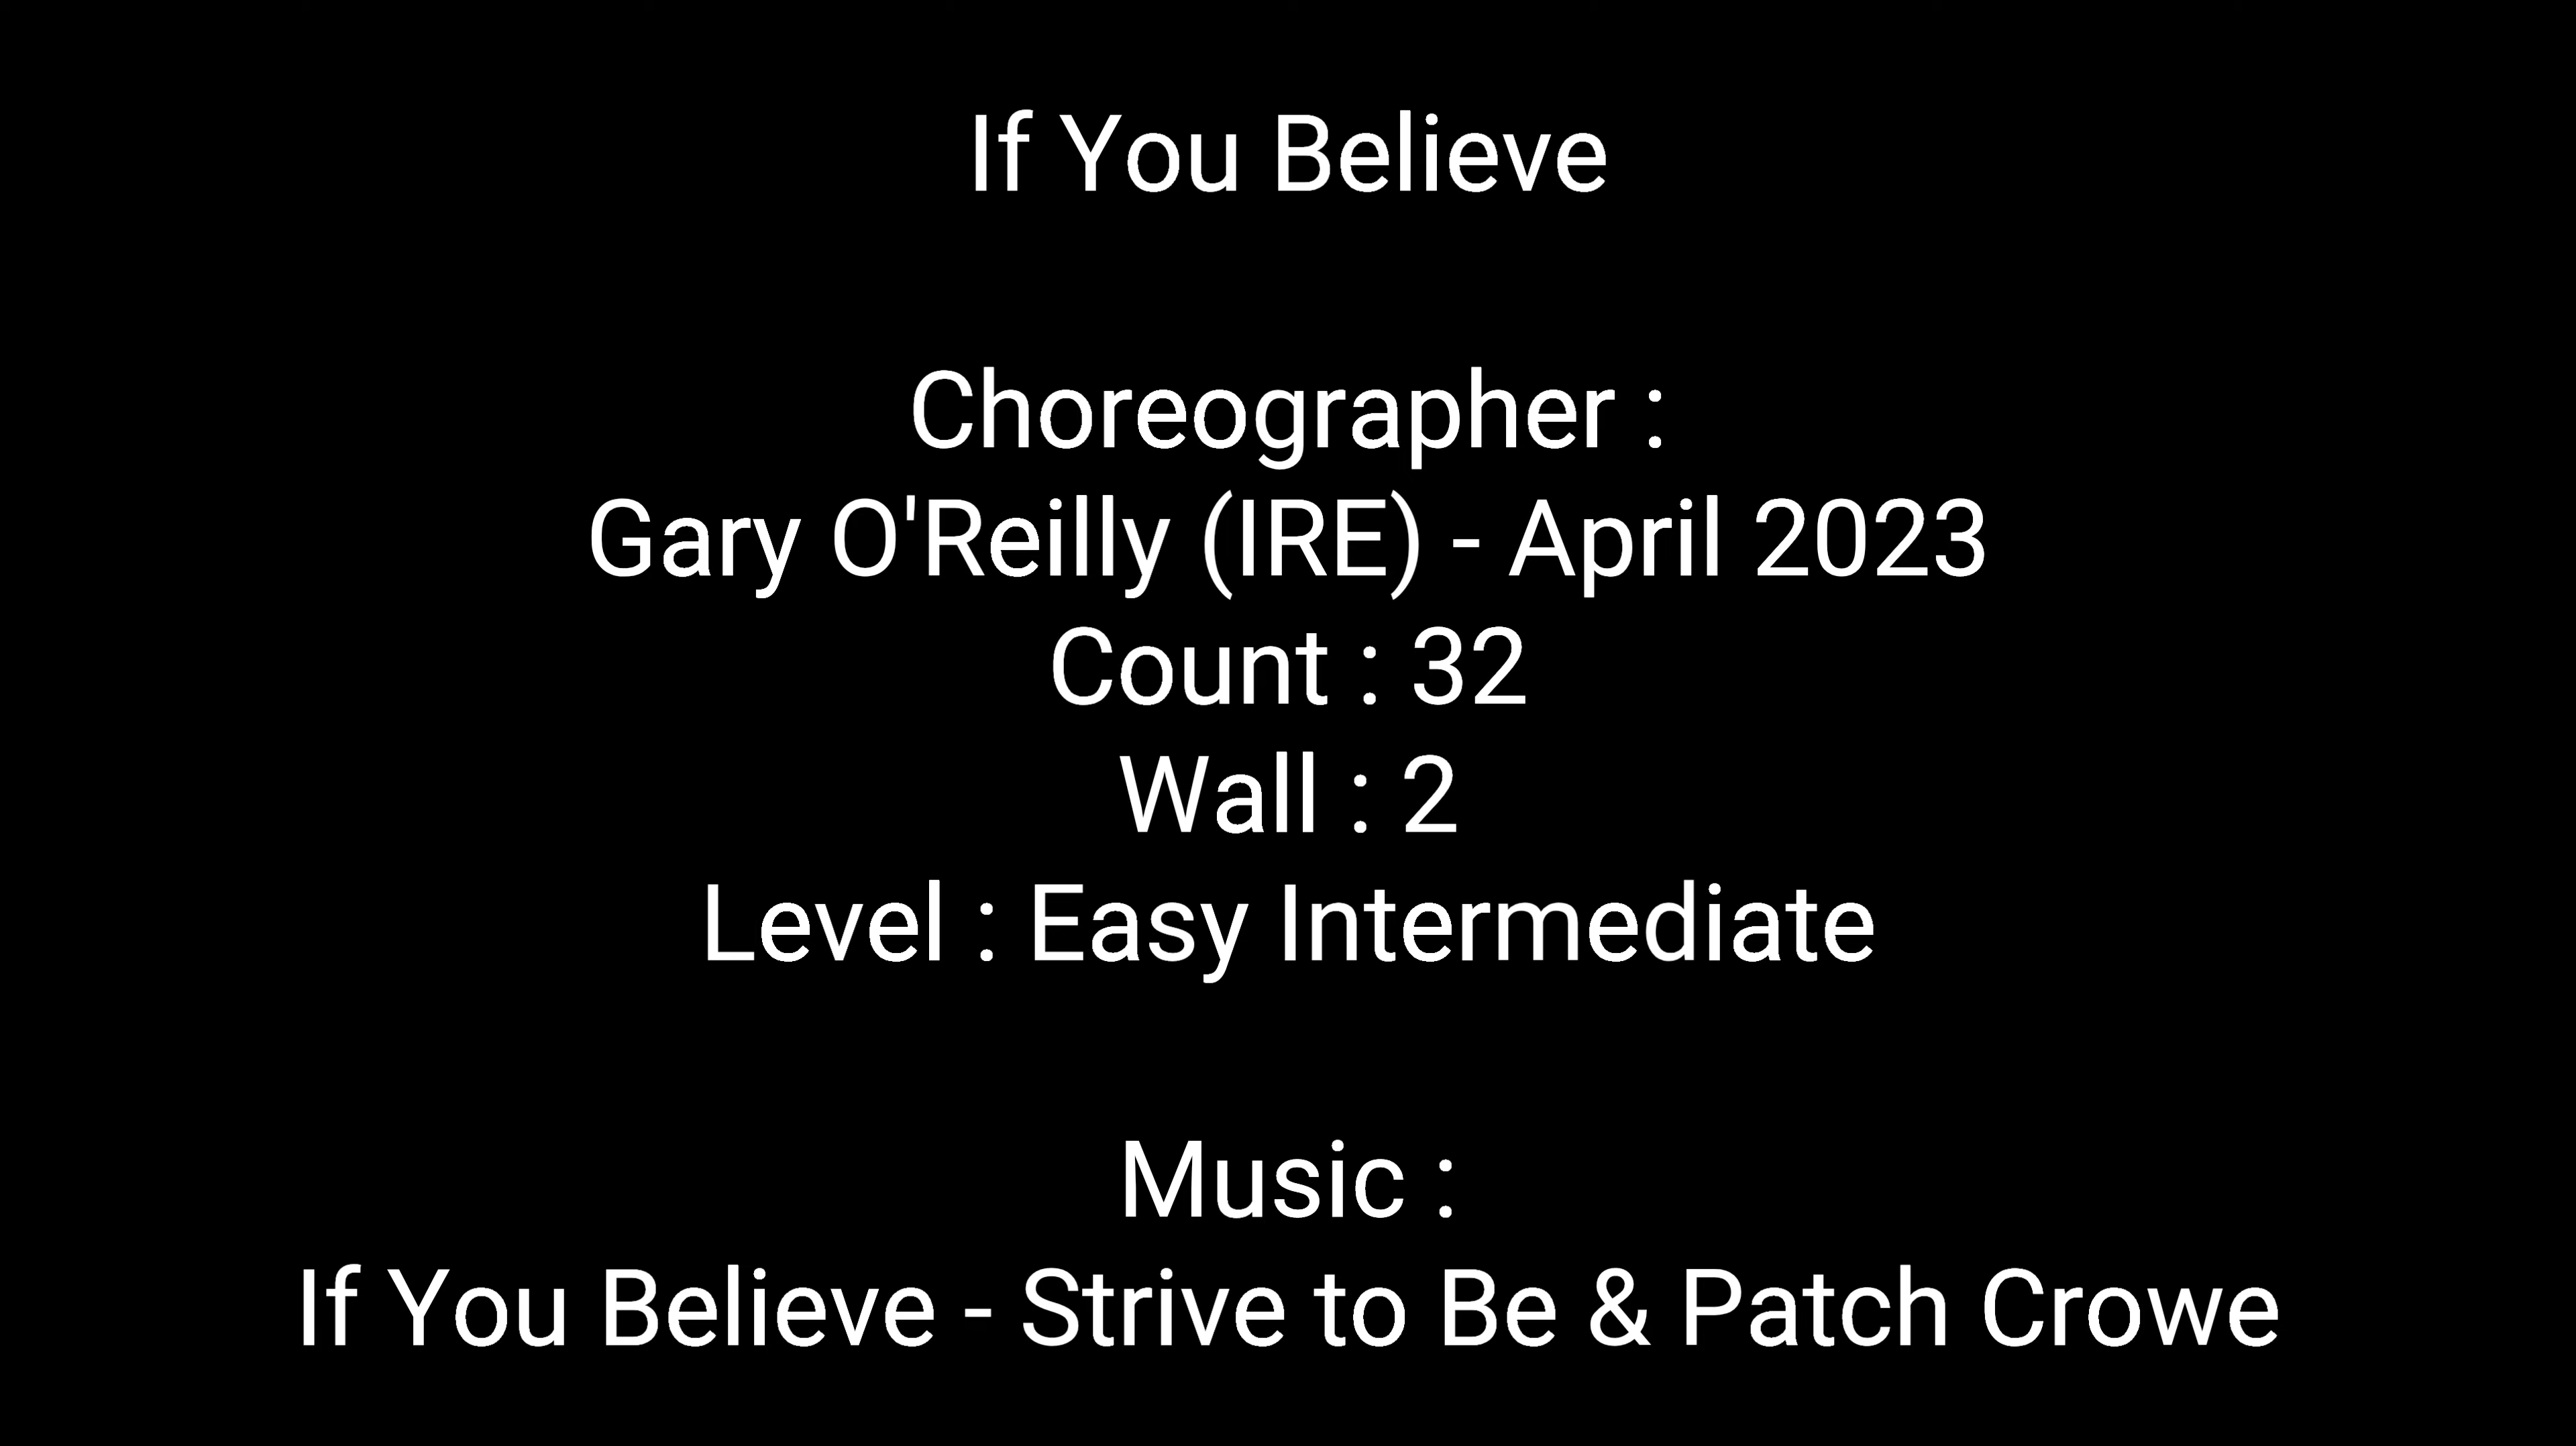 If You Believe
Choreographer :
Gary O'Reilly (IRE) - April 2023
Count : 32
Wall : 2
Level : Easy Intermediate
Music :
If You Believe - Strive to Be & Patch Crowe